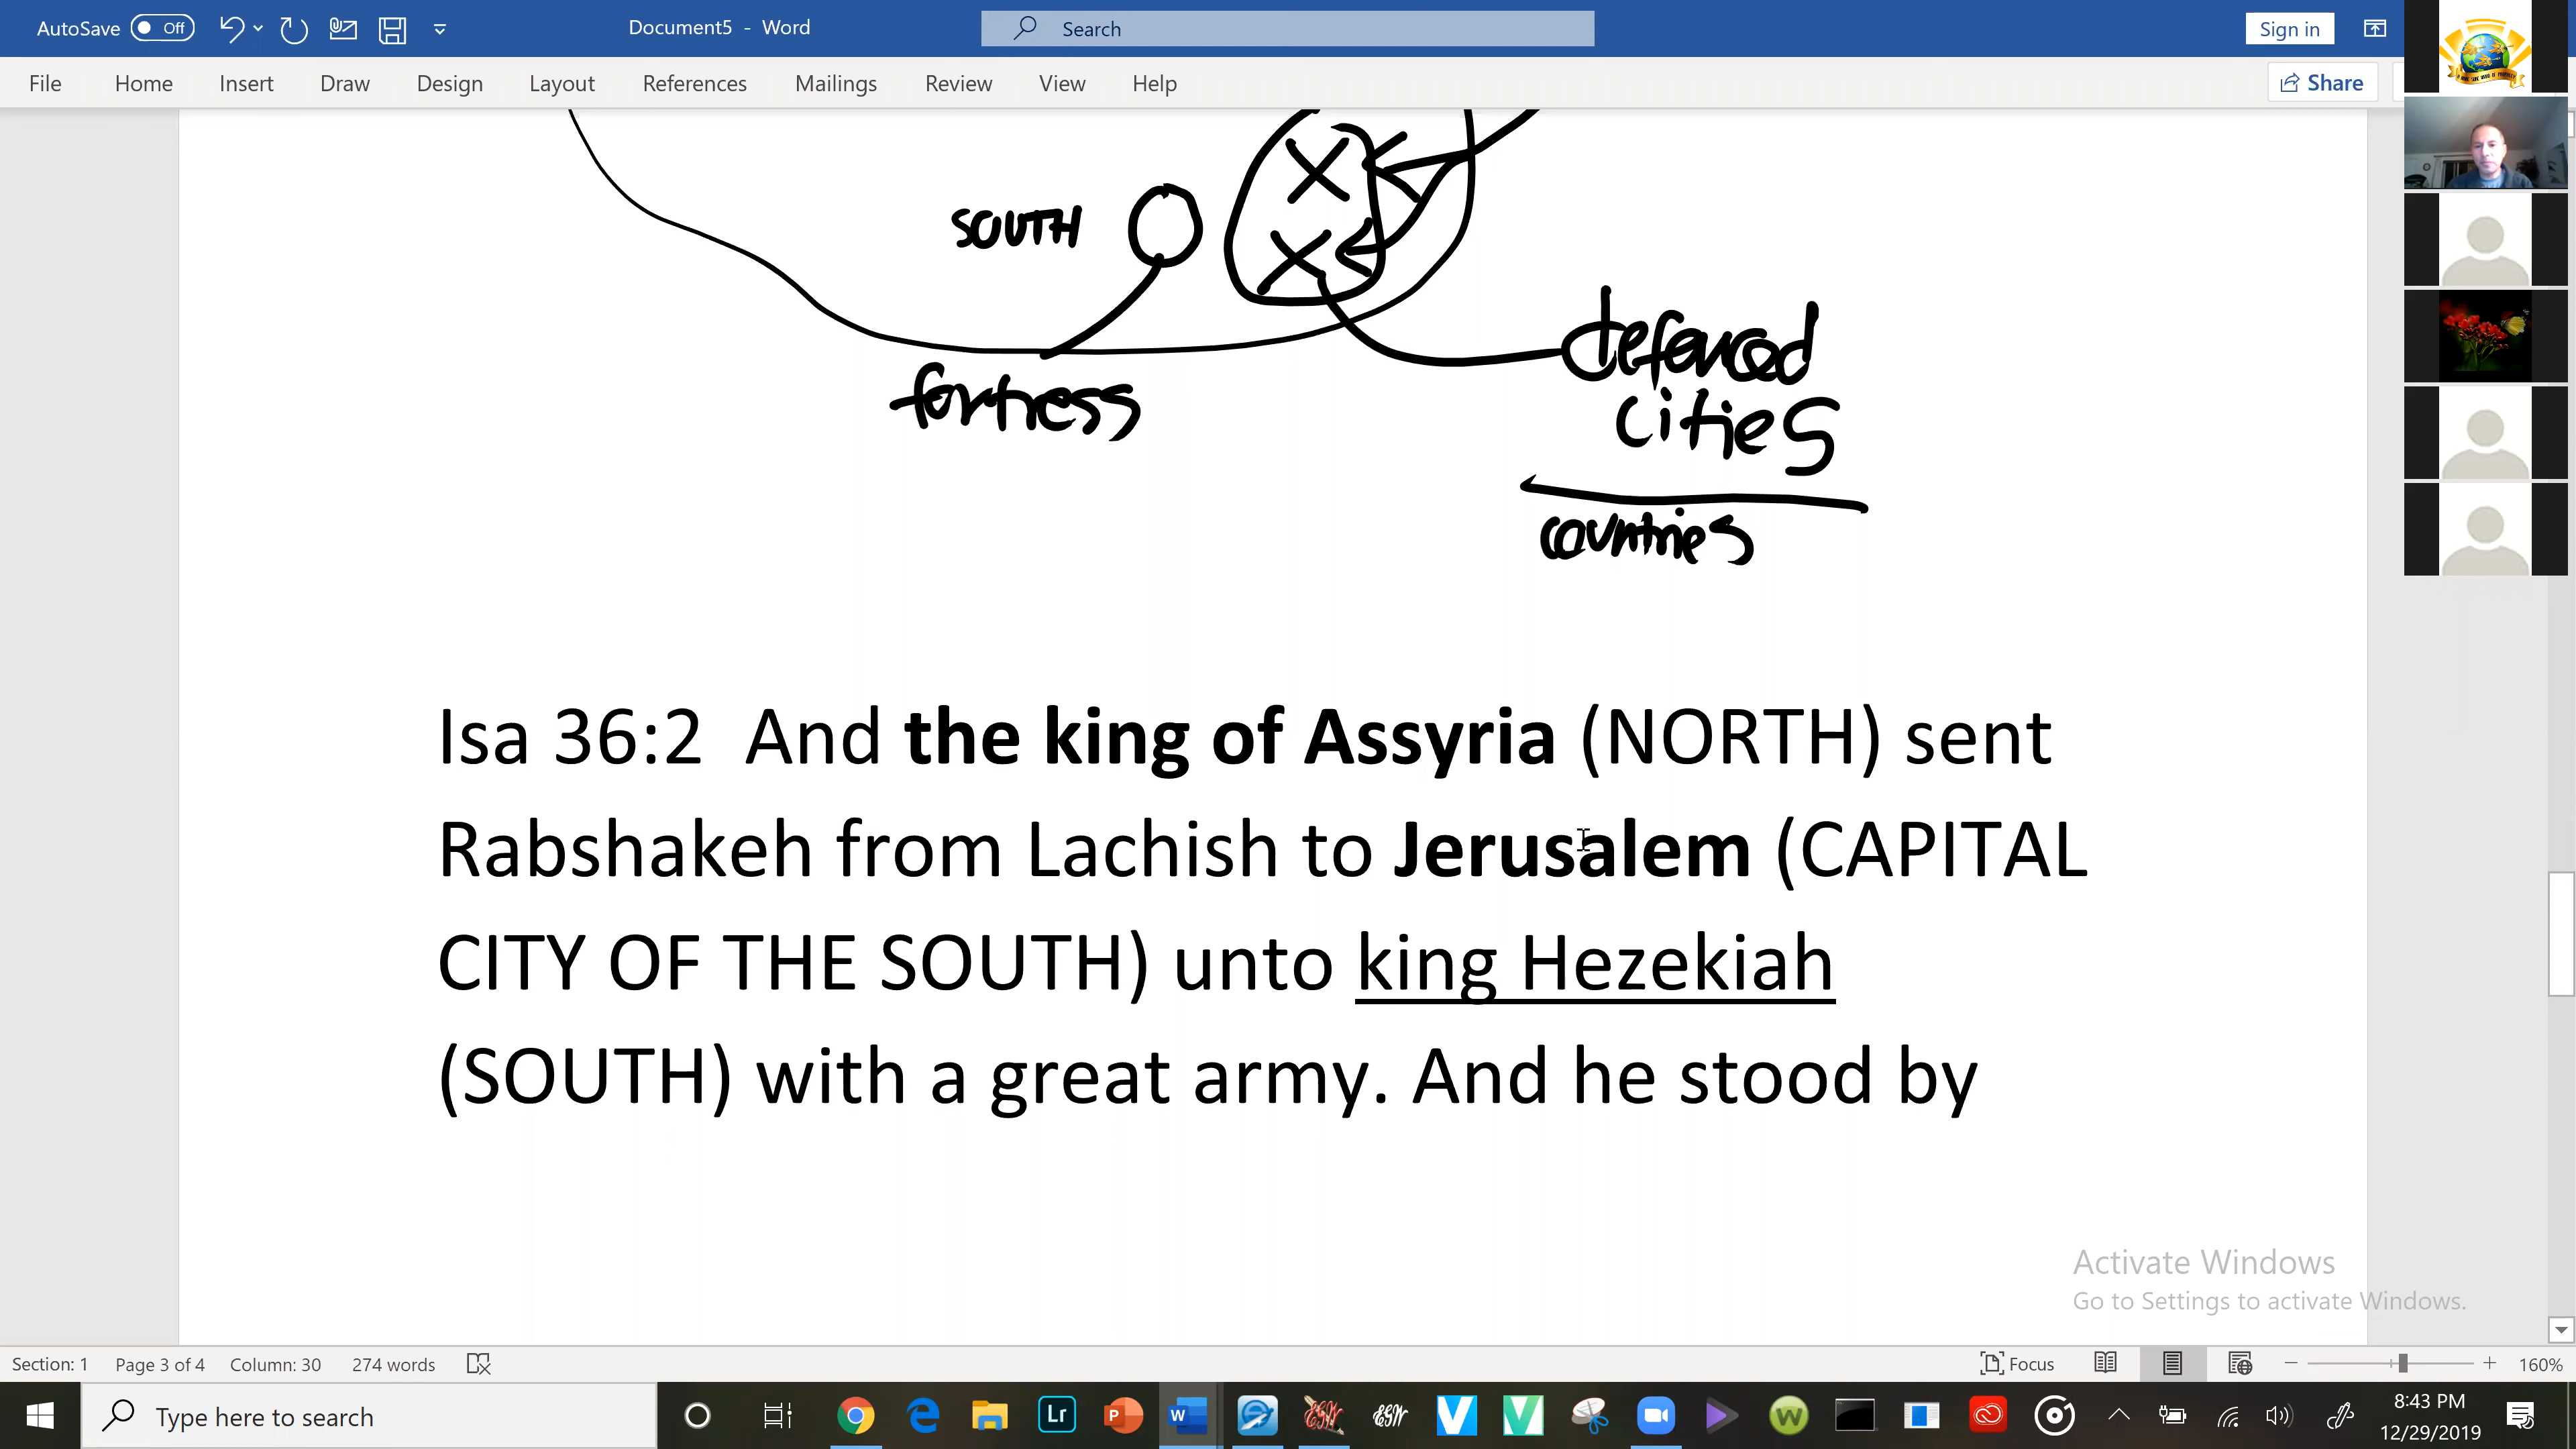 AutoSave Off Document5 - Word Search Sign in
File Home Insert Draw Design Layout References Mailings Review View Help Share
SOUTH
fortress
defenced
cities
countries
Isa 36:2 And the king of Assyria (NORTH) sent
Rabshakeh from Lachish to Jerusalem (CAPITAL
CITY OF THE SOUTH) unto king Hezekiah
(SOUTH) with a great army. And he stood by
Activate Windows
Go to Settings to activate Windows.
Section: 1 Page 3 of 4 Column: 30 274 words Focus 160%
Type here to search Lr P W EGW EGW V V W 8:43 PM
12/29/2019